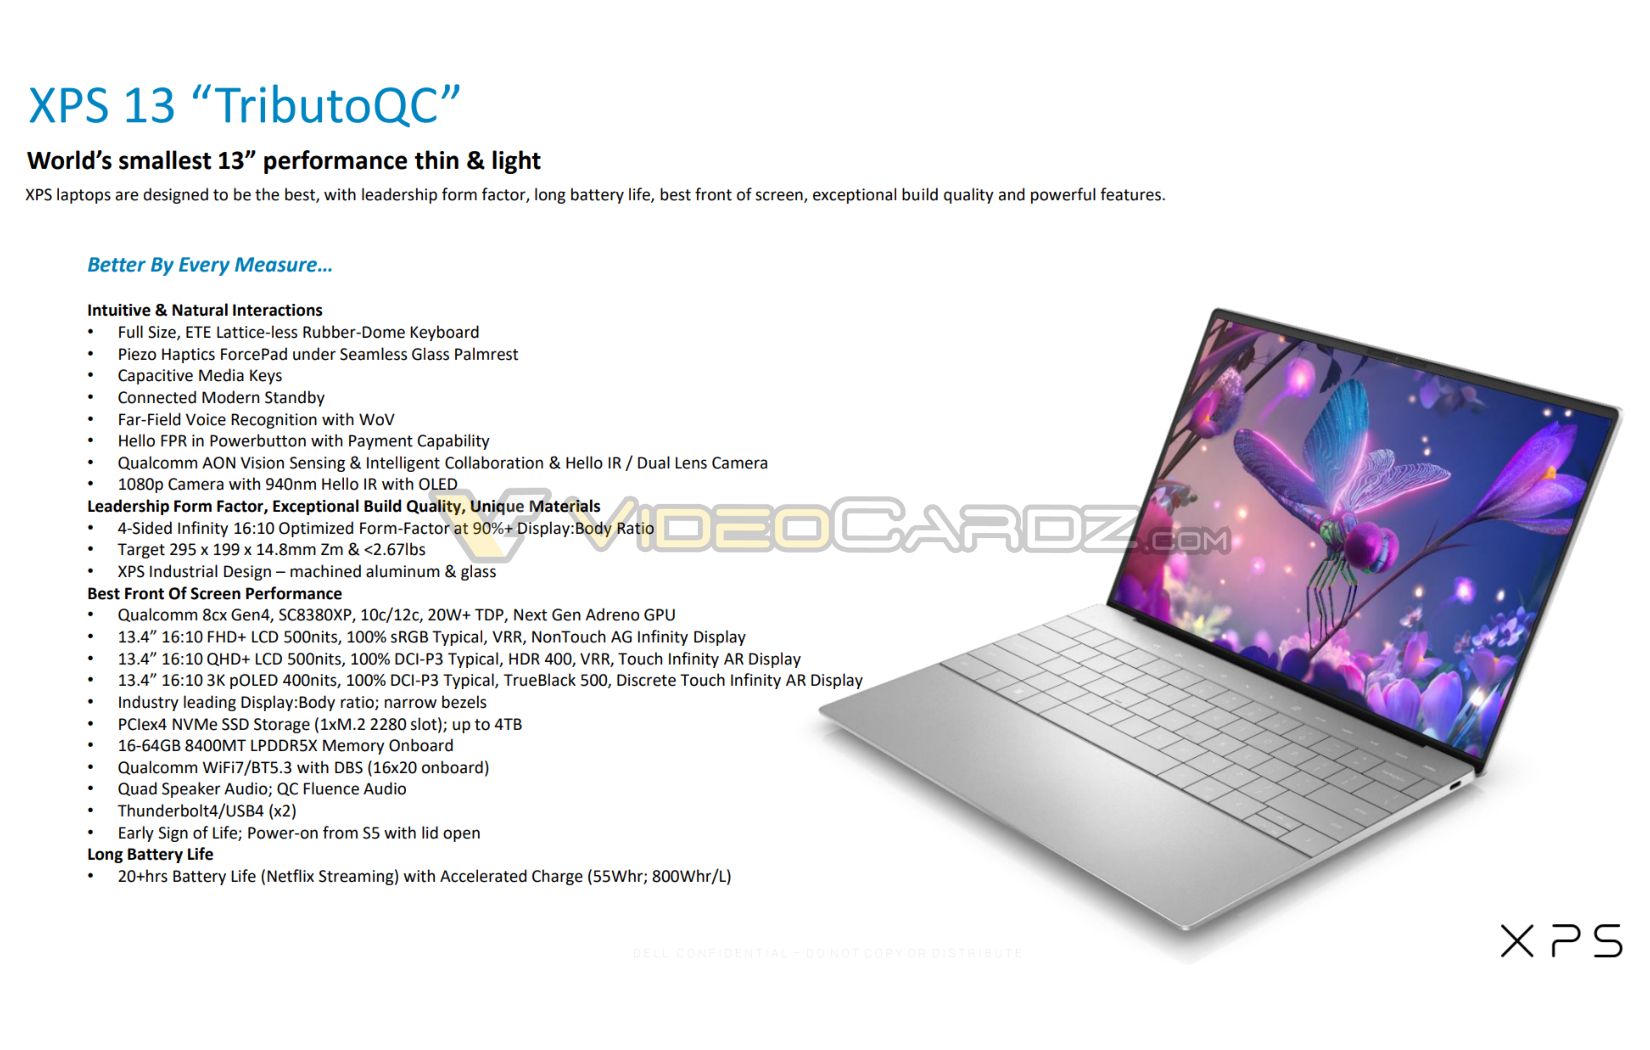 XPS 13 “TributoQC”
World’s smallest 13” performance thin & light
XPS laptops are designed to be the best, with leadership form factor, long battery life, best front of screen, exceptional build quality and powerful features.
Better By Every Measure…
Intuitive & Natural Interactions
• Full Size, ETE Lattice-less Rubber-Dome Keyboard
• Piezo Haptics ForcePad under Seamless Glass Palmrest
• Capacitive Media Keys
• Connected Modern Standby
• Far-Field Voice Recognition with WoV
• Hello FPR in Powerbutton with Payment Capability
• Qualcomm AON Vision Sensing & Intelligent Collaboration & Hello IR / Dual Lens Camera
• 1080p Camera with 940nm Hello IR with OLED
Leadership Form Factor, Exceptional Build Quality, Unique Materials
• 4-Sided Infinity 16:10 Optimized Form-Factor at 90%+ Display:Body Ratio
• Target 295 x 199 x 14.8mm Zm & <2.67lbs
• XPS Industrial Design – machined aluminum & glass
Best Front Of Screen Performance
• Qualcomm 8cx Gen4, SC8380XP, 10c/12c, 20W+ TDP, Next Gen Adreno GPU
• 13.4” 16:10 FHD+ LCD 500nits, 100% sRGB Typical, VRR, NonTouch AG Infinity Display
• 13.4” 16:10 QHD+ LCD 500nits, 100% DCI-P3 Typical, HDR 400, VRR, Touch Infinity AR Display
• 13.4” 16:10 3K pOLED 400nits, 100% DCI-P3 Typical, TrueBlack 500, Discrete Touch Infinity AR Display
• Industry leading Display:Body ratio; narrow bezels
• PCIex4 NVMe SSD Storage (1xM.2 2280 slot); up to 4TB
• 16-64GB 8400MT LPDDR5X Memory Onboard
• Qualcomm WiFi7/BT5.3 with DBS (16x20 onboard)
• Quad Speaker Audio; QC Fluence Audio
• Thunderbolt4/USB4 (x2)
• Early Sign of Life; Power-on from S5 with lid open
Long Battery Life
• 20+hrs Battery Life (Netflix Streaming) with Accelerated Charge (55Whr; 800Whr/L)
VIDEOCARDZ.COM
DELL CONFIDENTIAL – DO NOT COPY OR DISTRIBUTE
XPS